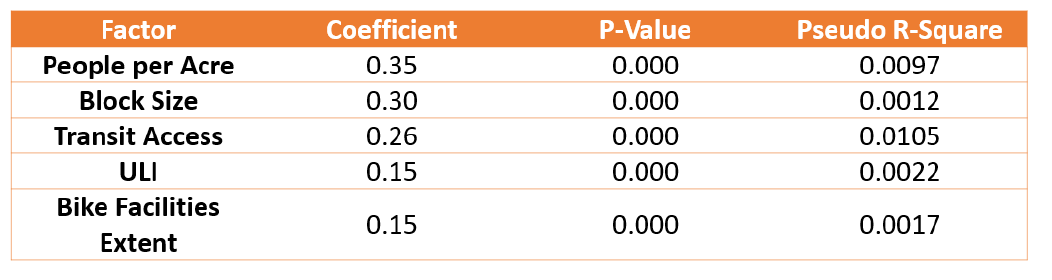 Factor Coefficient P-Value Pseudo R-Square
People per Acre 0.35 0.000 0.0097
Block Size 0.30 0.000 0.0012
Transit Access 0.26 0.000 0.0105
ULI 0.15 0.000 0.0022
Bike Facilities
Extent 0.15 0.000 0.0017